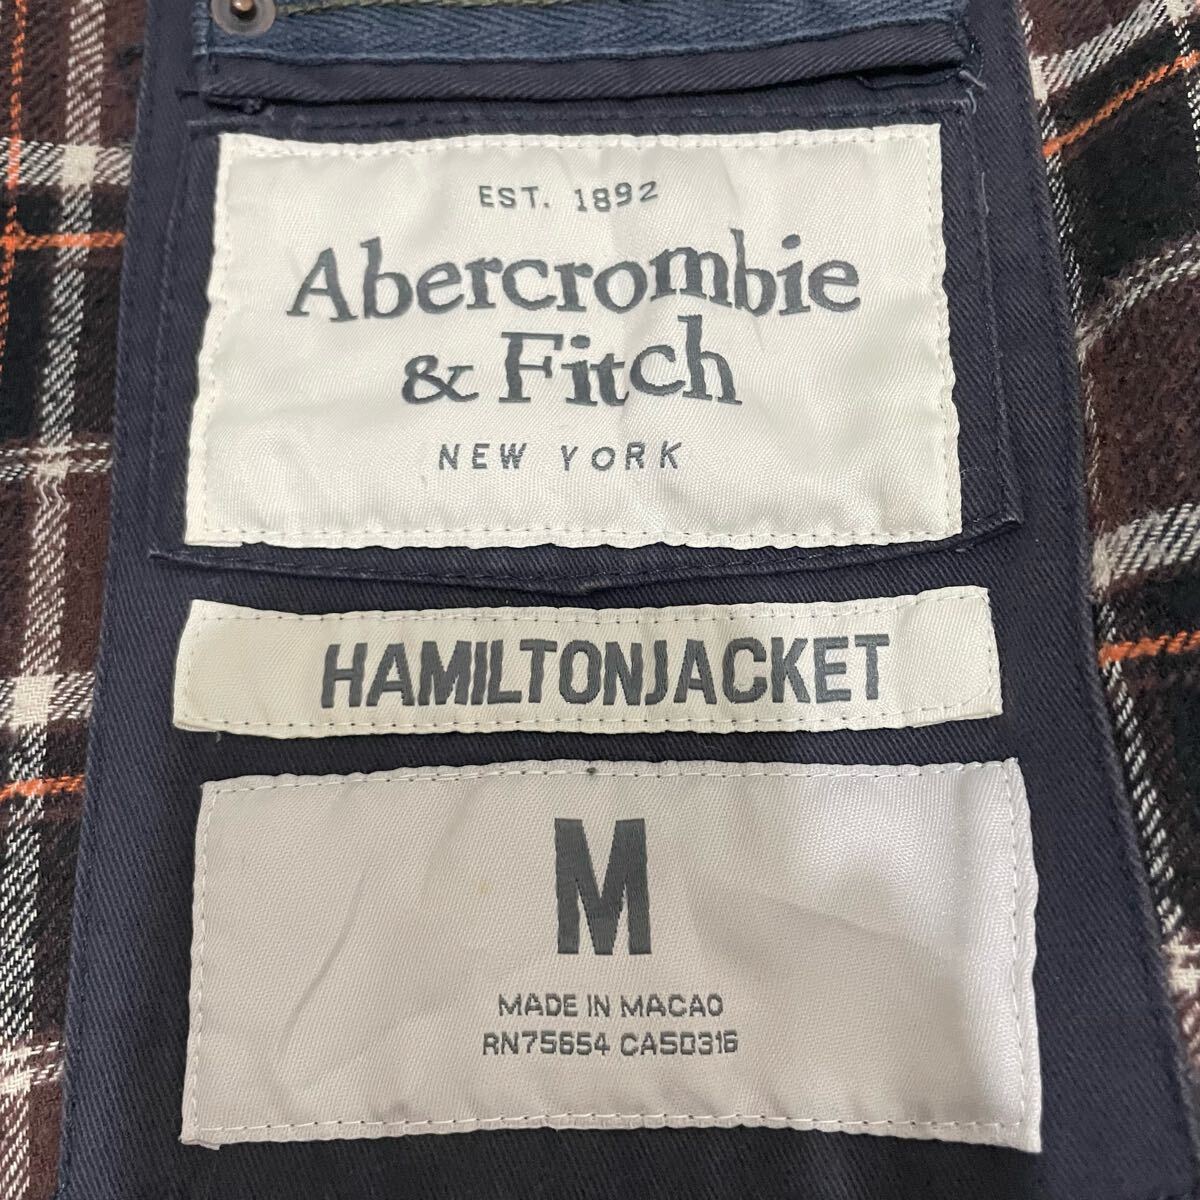 EST. 1892
Abercrombie
& Fitch
NEW YORK
HAMILTONJACKET
M
MADE IN MACAO
RN75654 CA50316